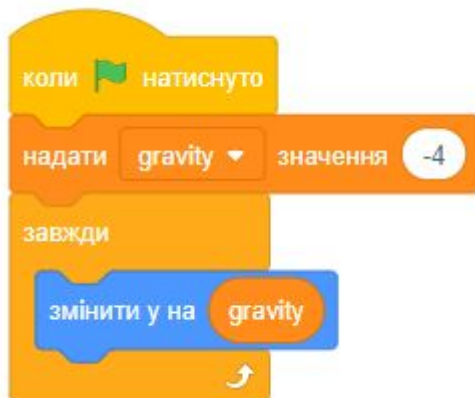 коли натиснуто
надати gravity значення -4
завжди
змінити y на gravity